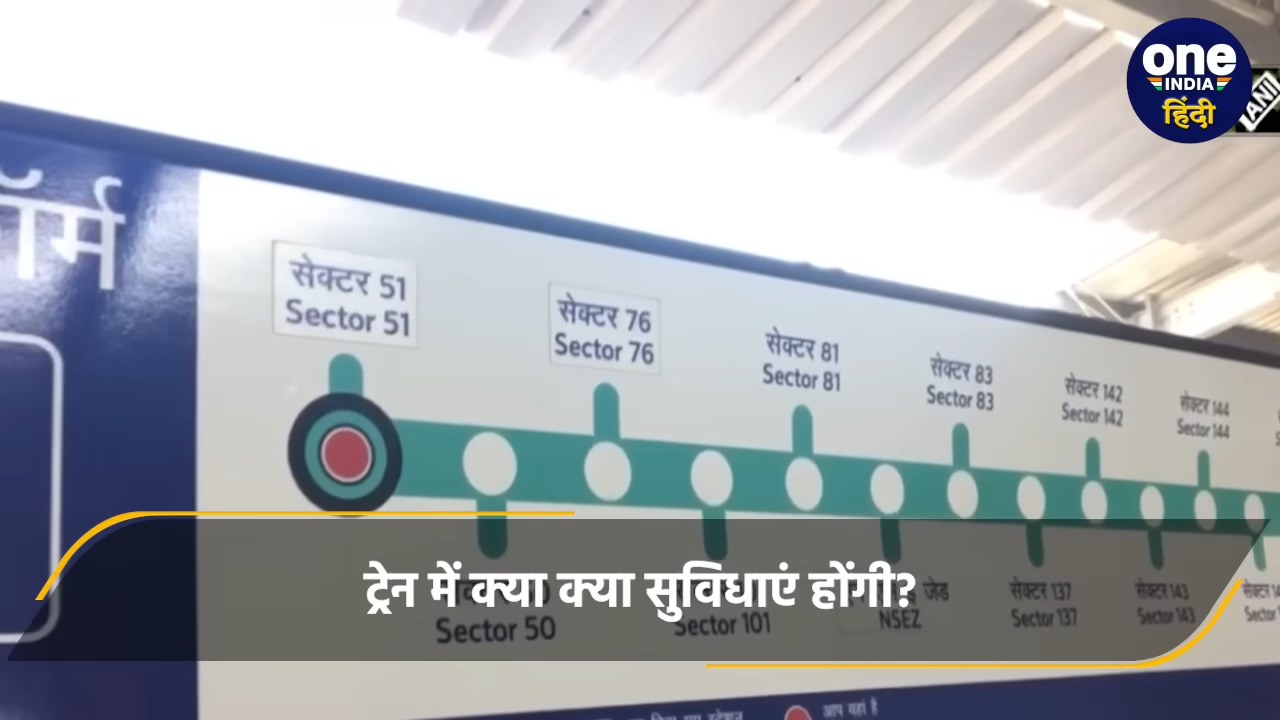 one
INDIA
हिंदी
ANI
र्म
सेक्टर 51
Sector 51
सेक्टर 76
Sector 76
सेक्टर 81
Sector 81
सेक्टर 83
Sector 83
सेक्टर 142
Sector 142
सेक्टर 144
Sector 144
ट्रेन में क्या क्या सुविधाएं होंगी?
Sector 50
Sector 101
जेड
NSEZ
सेक्टर 137
Sector 137
सेक्टर 143
Sector 143
आप यहां हैं